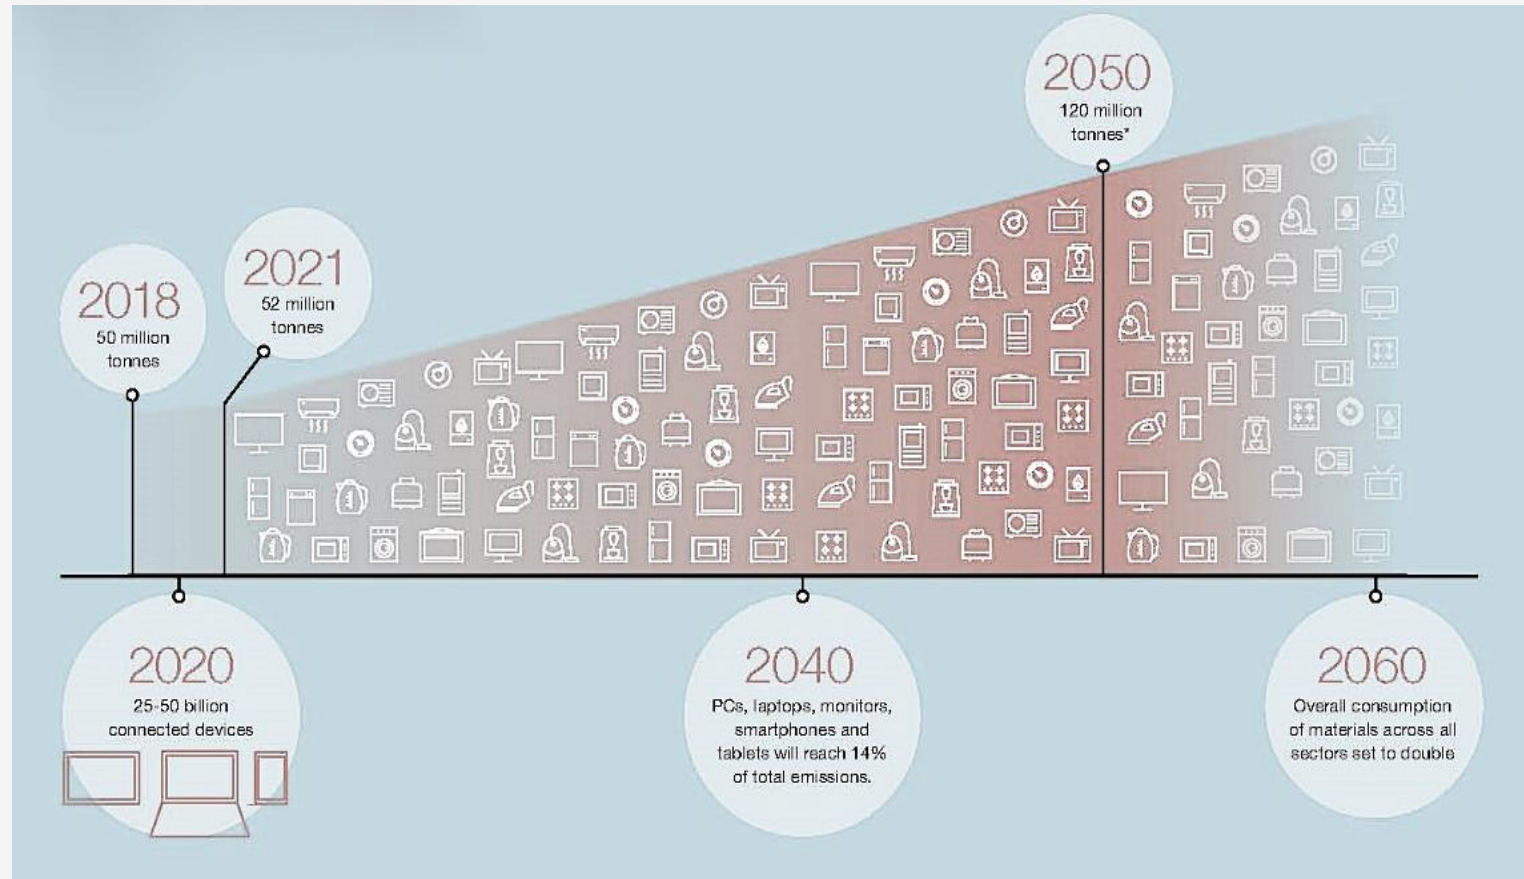 2050
120 million
tonnes*
2021
52 million
tonnes
2018
50 million
tonnes
2020
25-50 billion
connected devices
2040
PCs, laptops, monitors,
smartphones and
tablets will reach 14%
of total emissions.
2060
Overall consumption
of materials across all
sectors set to double